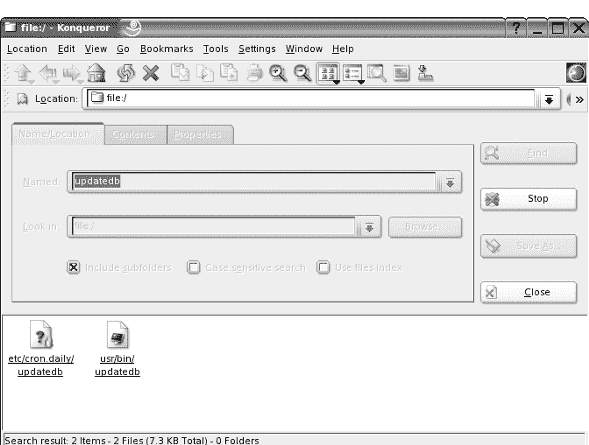 file:/ - Konqueror
Location Edit View Go Bookmarks Tools Settings Window Help
Location: file:/
Name/Location Contents Properties
Named: updatedb
Look in: file:/ Browse...
Include subfolders Case sensitive search Use files index
Find
Stop
Save As...
Close
etc/cron.daily/
updatedb
usr/bin/
updatedb
Search result: 2 Items - 2 Files (7.3 KB Total) - 0 Folders